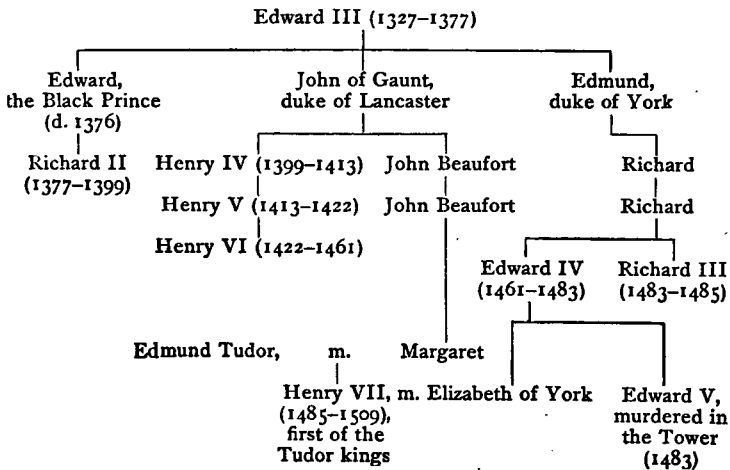 Edward III (1327–1377)
Edward, John of Gaunt, Edmund,
the Black Prince duke of Lancaster duke of York
(d. 1376)
Richard II Henry IV (1399–1413) John Beaufort Richard
(1377–1399)
Henry V (1413–1422) John Beaufort Richard
Henry VI (1422–1461)
Edward IV Richard III
(1461–1483) (1483–1485)
Edmund Tudor, m. Margaret
Henry VII, m. Elizabeth of York Edward V,
(1485–1509), murdered in
first of the the Tower
Tudor kings (1483)